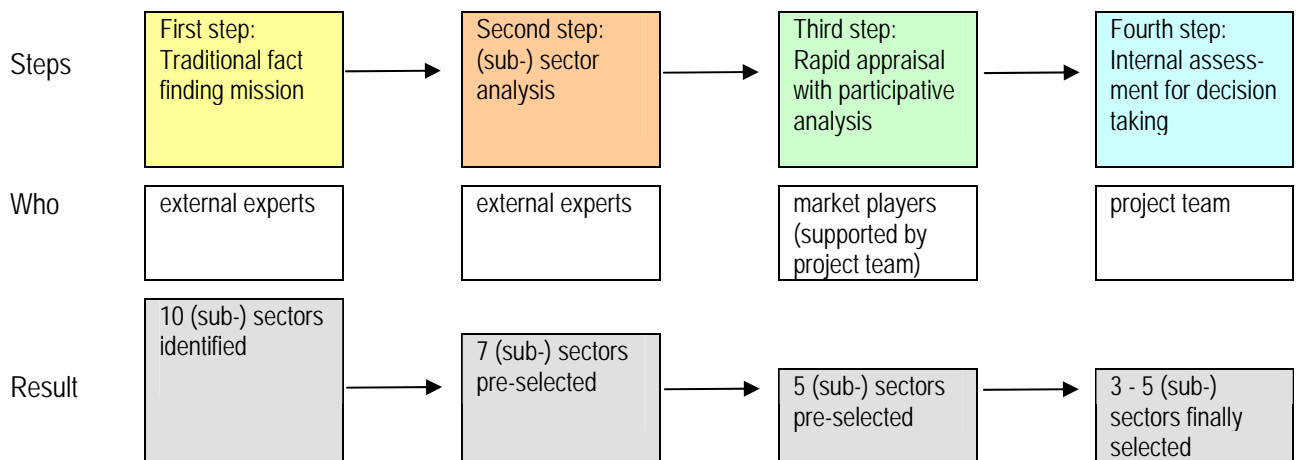 Steps
First step:
Traditional fact
finding mission
Second step:
(sub-) sector
analysis
Third step:
Rapid appraisal
with participative
analysis
Fourth step:
Internal assess-
ment for decision
taking
Who
external experts
external experts
market players
(supported by
project team)
project team
Result
10 (sub-) sectors
identified
7 (sub-) sectors
pre-selected
5 (sub-) sectors
pre-selected
3 - 5 (sub-)
sectors finally
selected